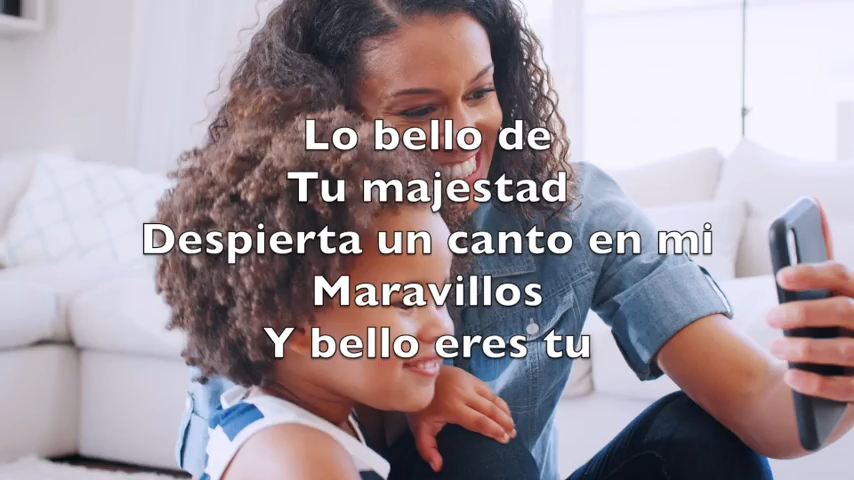 Lo bello de
Tu majestad
Despierta un canto en mi
Maravillos
Y bello eres tu